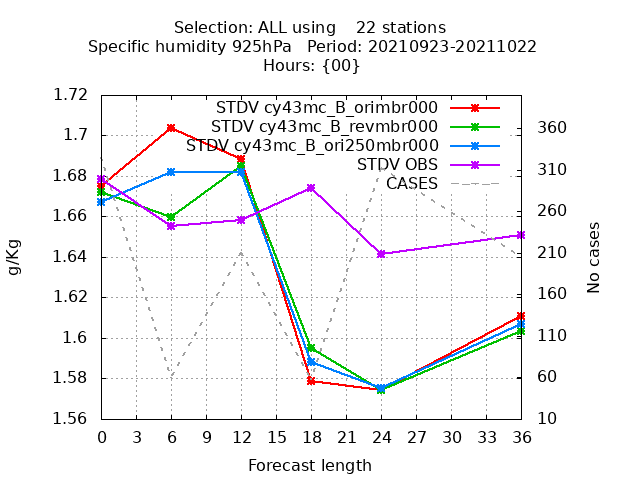 Selection: ALL using    22 stations
Specific humidity 925hPa   Period: 20210923-20211022
Hours: {00}
STDV cy43mc_B_orimbr000
STDV cy43mc_B_revmbr000
STDV cy43mc_B_ori250mbr000
STDV OBS
CASES
g/Kg
1.72
1.7
1.68
1.66
1.64
1.62
1.6
1.58
1.56
No cases
360
310
260
210
160
110
60
10
0 3 6 9 12 15 18 21 24 27 30 33 36
Forecast length